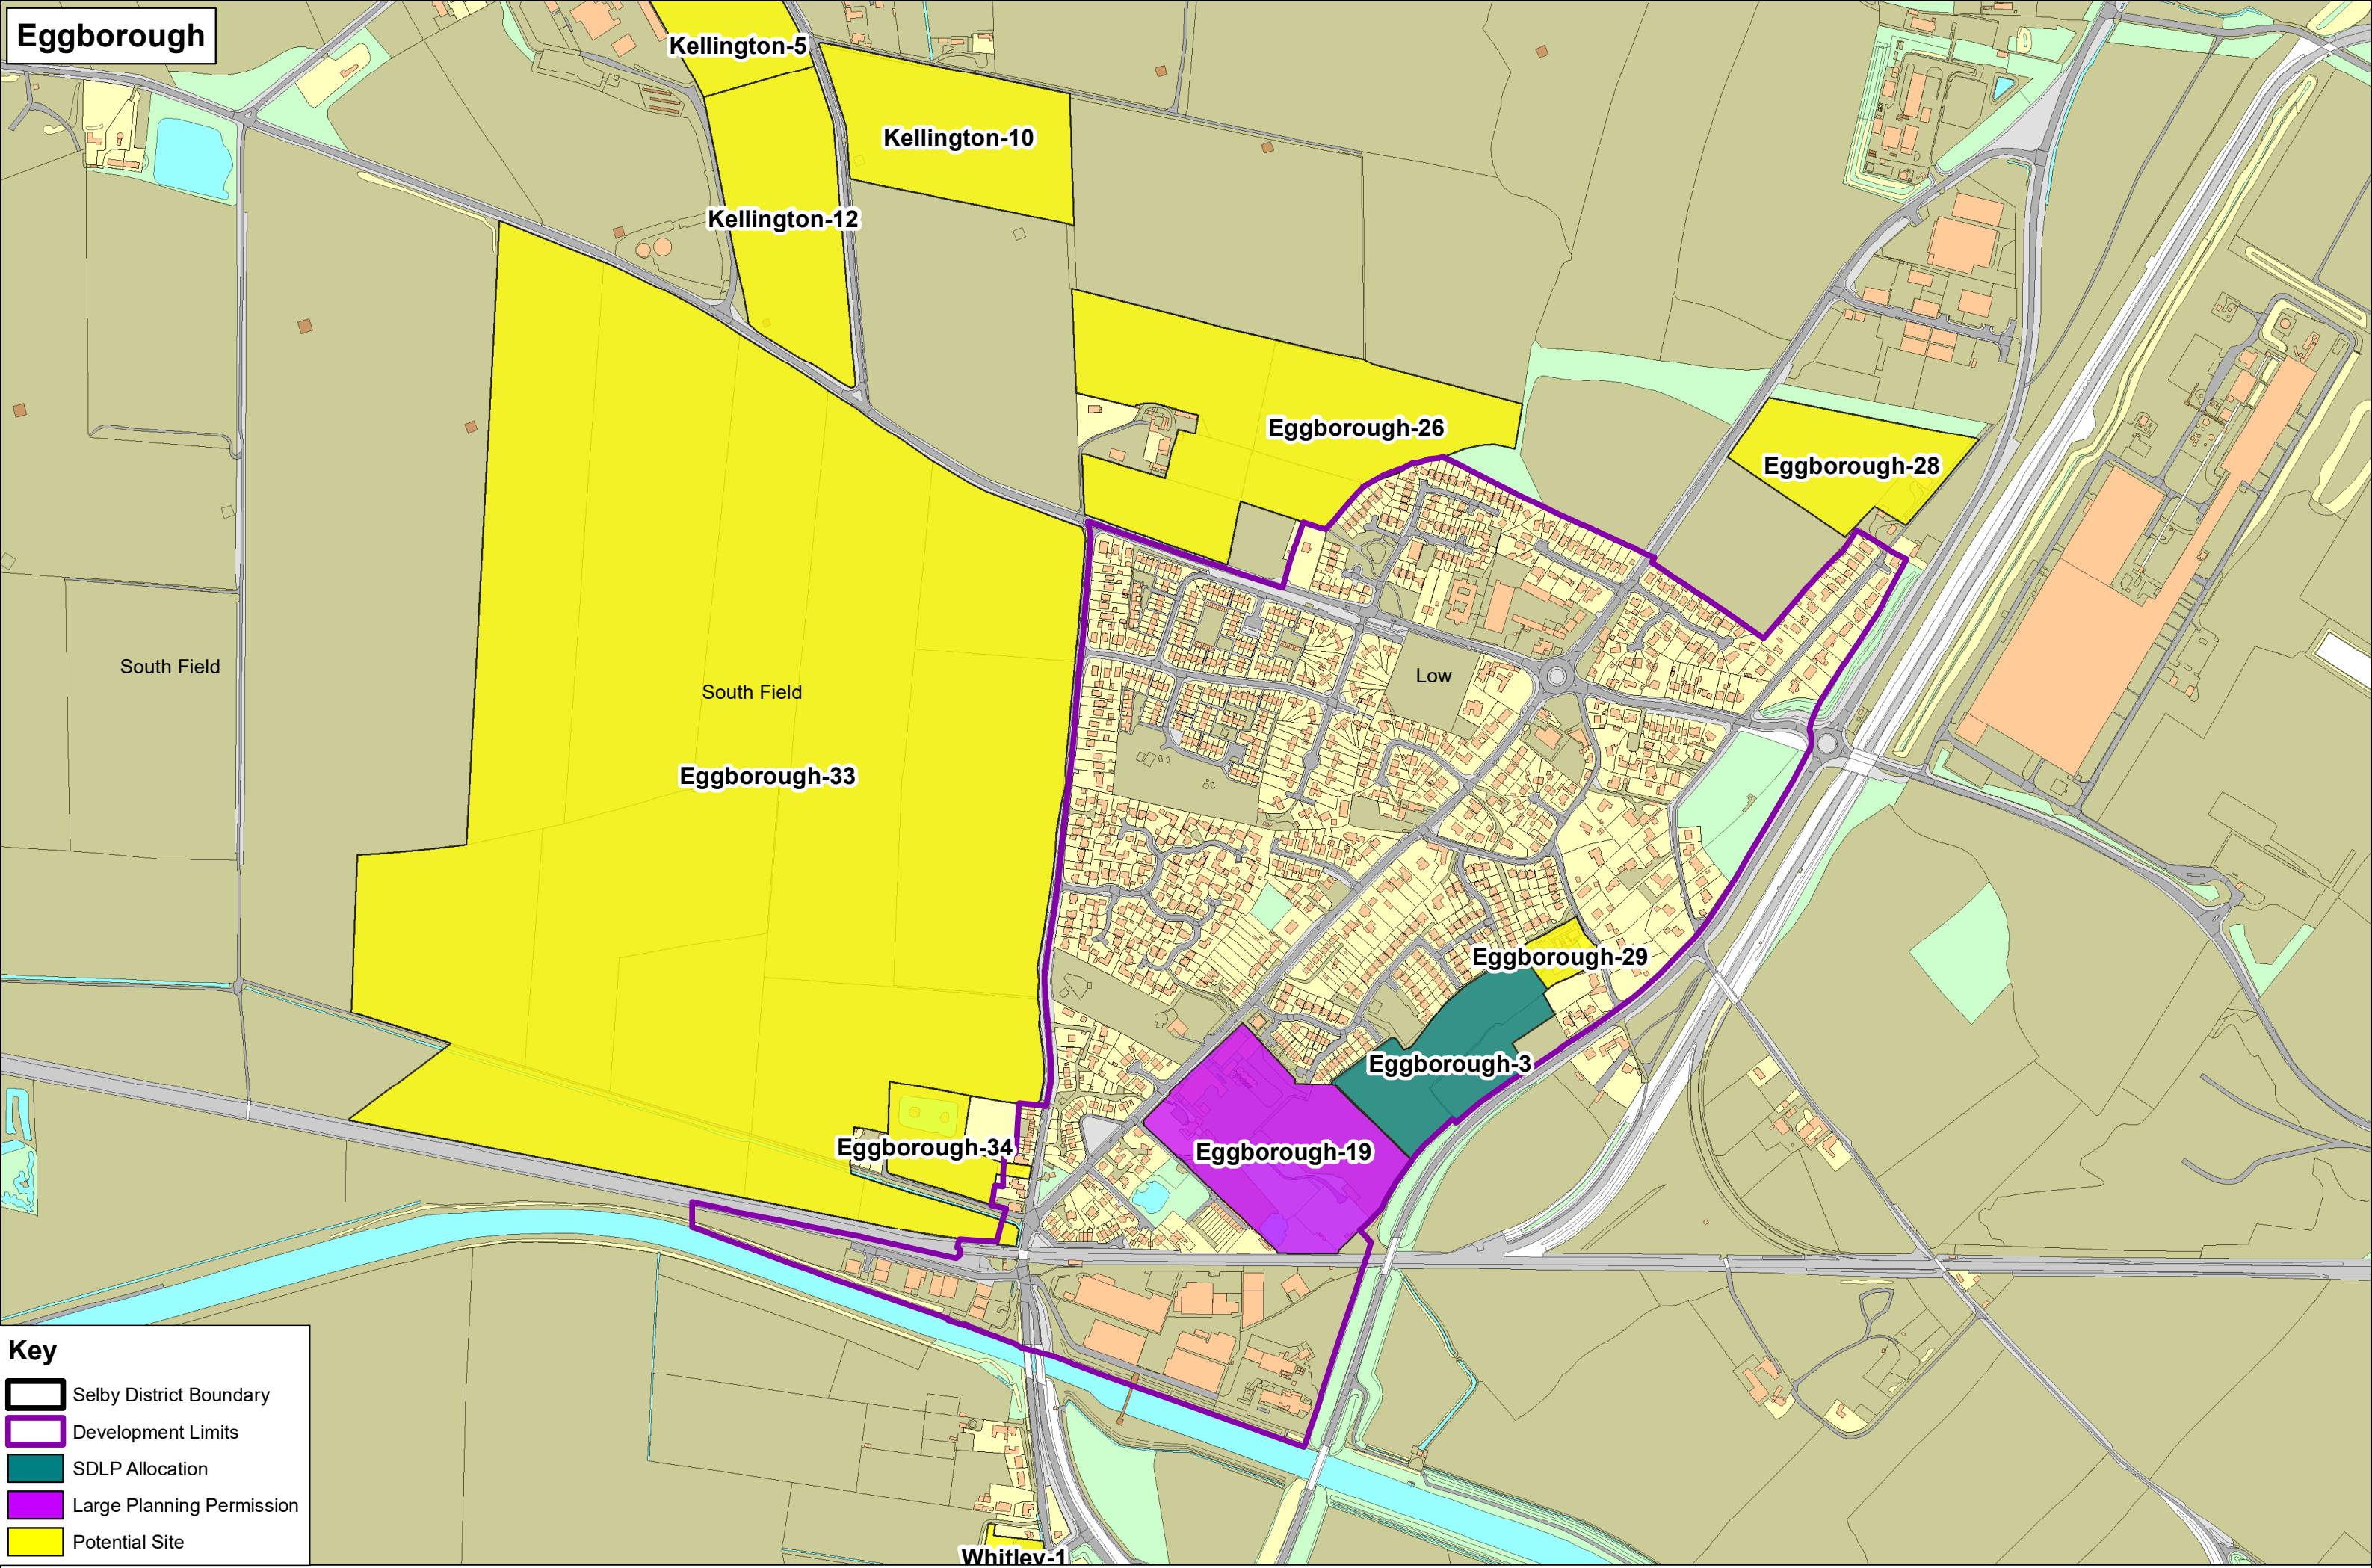 Eggborough
Kellington-5
Kellington-10
Kellington-12
Eggborough-26
Eggborough-28
South Field
South Field
Low
Eggborough-33
Eggborough-29
Eggborough-3
Eggborough-34
Eggborough-19
Key
Selby District Boundary
Development Limits
SDLP Allocation
Large Planning Permission
Potential Site
Whitley-1